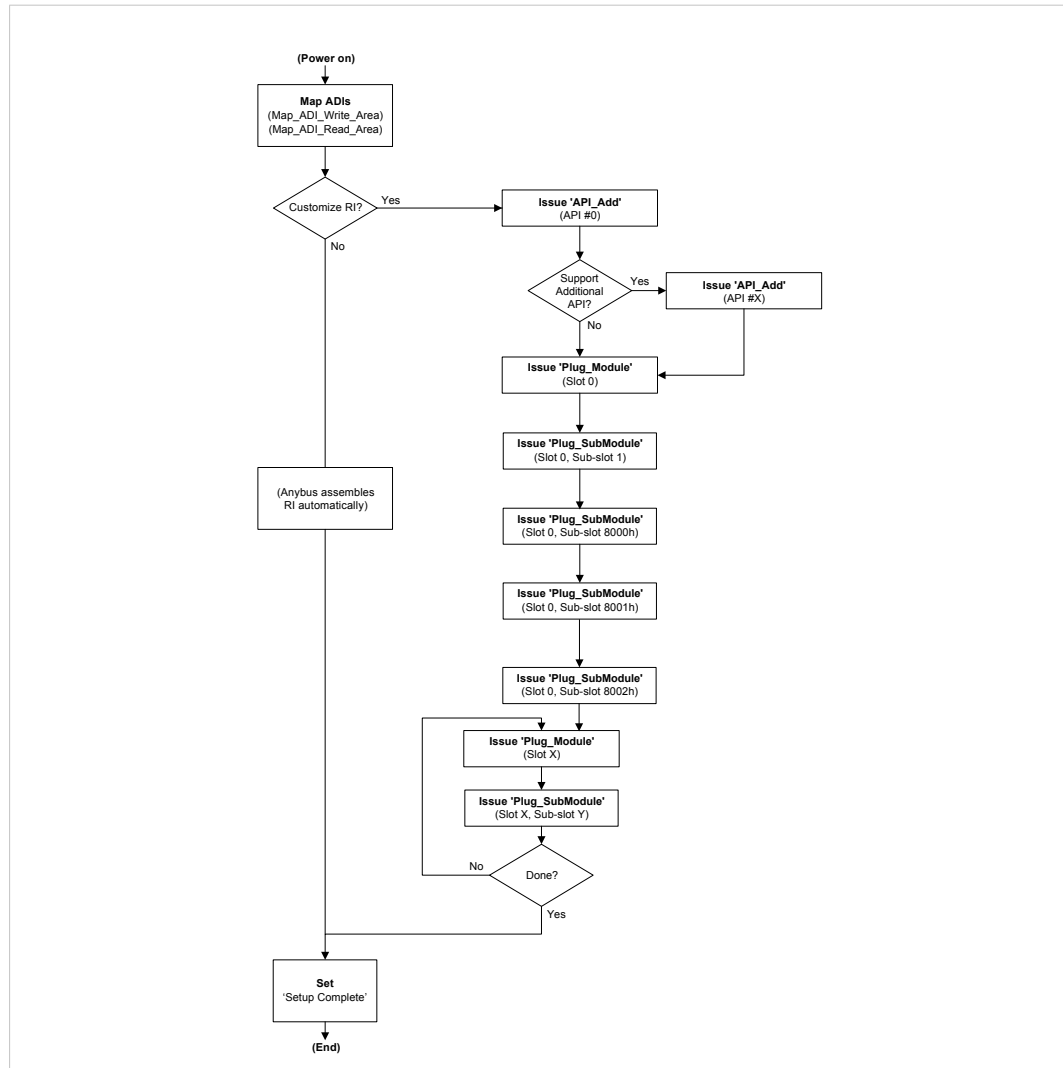 (Power on)
Map ADIs
(Map_ADI_Write_Area)
(Map_ADI_Read_Area)
Customize RI?
Yes
No
Issue 'API_Add'
(API #0)
Support
Additional
API?
Yes
No
Issue 'API_Add'
(API #X)
Issue 'Plug_Module'
(Slot 0)
Issue 'Plug_SubModule'
(Slot 0, Sub-slot 1)
(Anybus assembles
RI automatically)
Issue 'Plug_SubModule'
(Slot 0, Sub-slot 8000h)
Issue 'Plug_SubModule'
(Slot 0, Sub-slot 8001h)
Issue 'Plug_SubModule'
(Slot 0, Sub-slot 8002h)
Issue 'Plug_Module'
(Slot X)
Issue 'Plug_SubModule'
(Slot X, Sub-slot Y)
No
Done?
Yes
Set
‘Setup Complete’
(End)